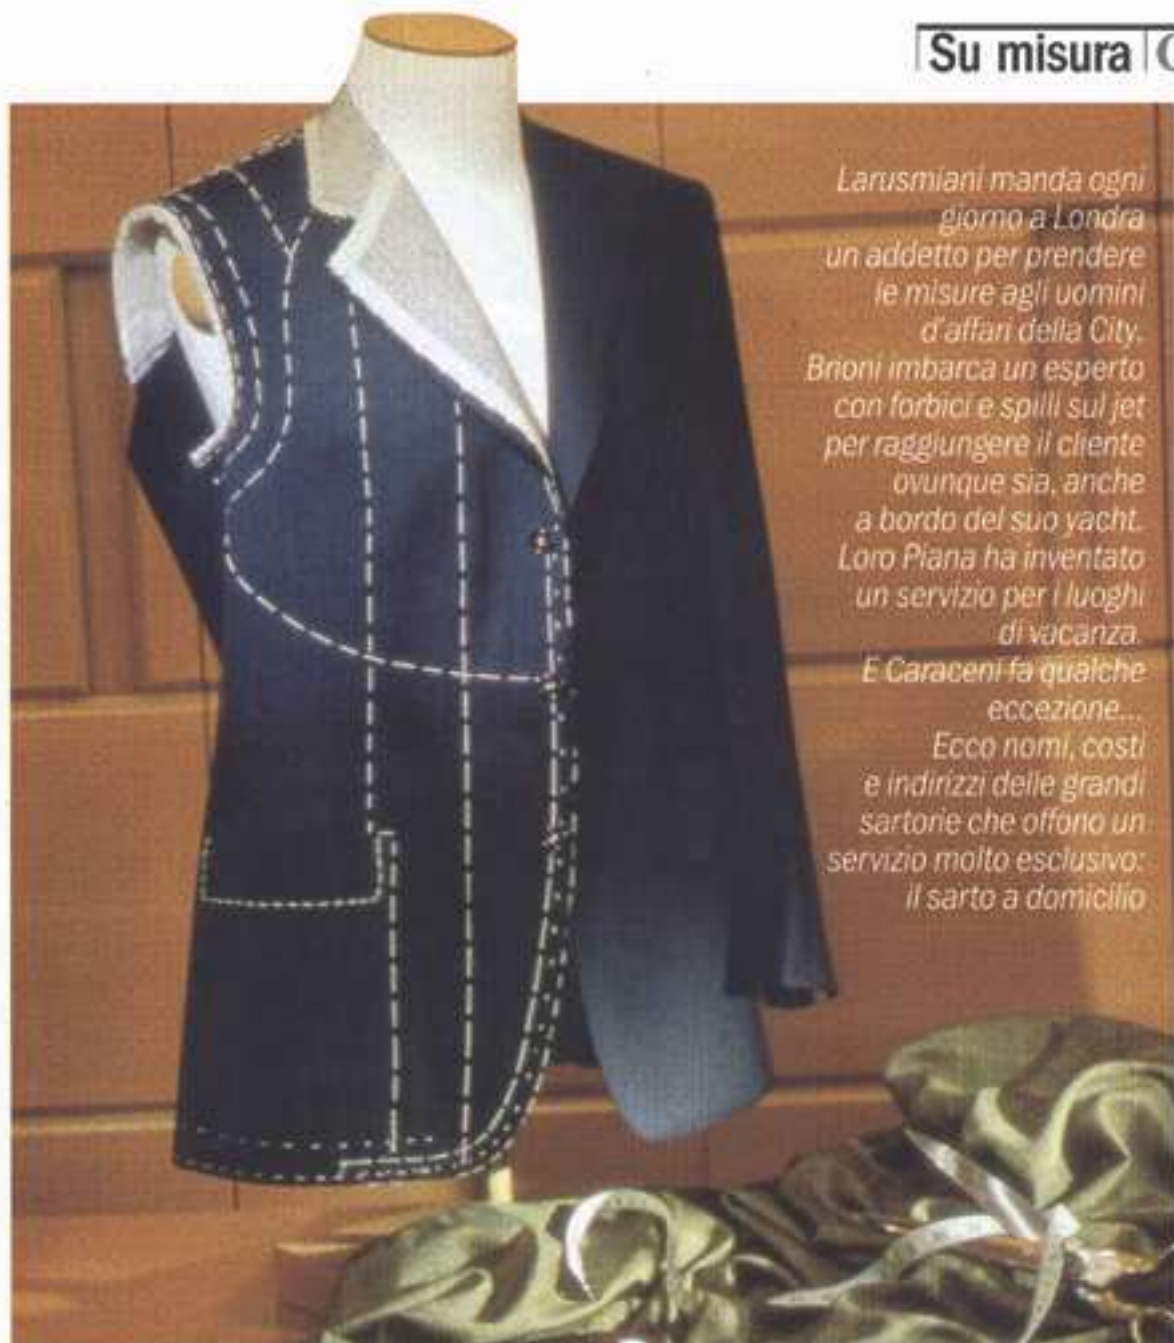 Su misura
Larusmiani manda ogni
giorno a Londra
un addetto per prendere
le misure agli uomini
d'affari della City.
Brioni imbarca un esperto
con forbici e spilli sul jet
per raggiungere il cliente
ovunque sia, anche
a bordo del suo yacht.
Loro Piana ha inventato
un servizio per i luoghi
di vacanza.
E Caraceni fa qualche
eccezione...
Ecco nomi, costi
e indirizzi delle grandi
sartorie che offono un
servizio molto esclusivo:
il sarto a domicilio